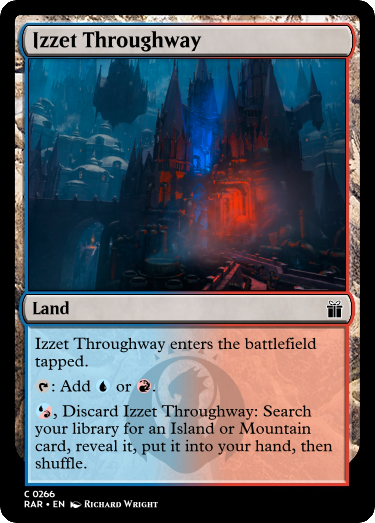 Izzet Throughway
Land
Izzet Throughway enters the battlefield
tapped.
: Add or .
, Discard Izzet Throughway: Search
your library for an Island or Mountain
card, reveal it, put it into your hand, then
shuffle.
C 0266
RAR • EN Richard Wright